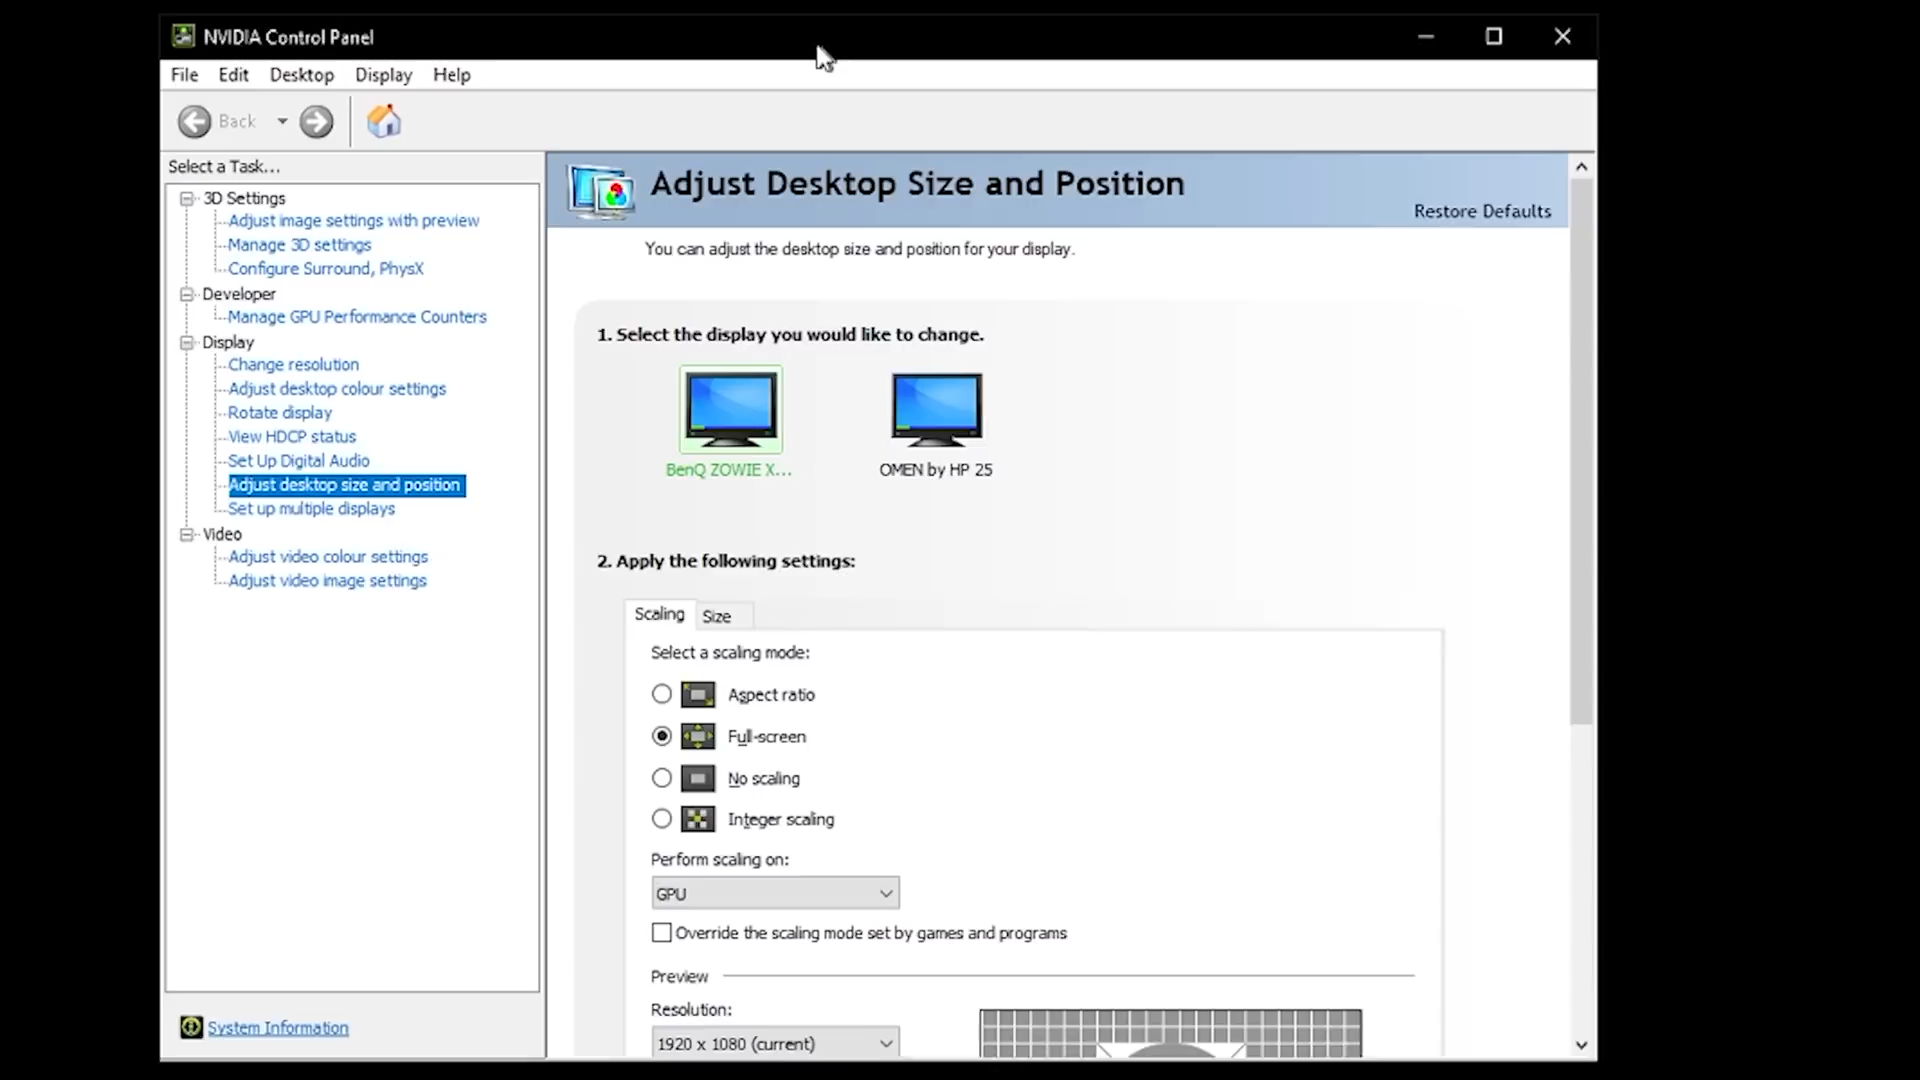 NVIDIA Control Panel
File Edit Desktop Display Help
Back
Select a Task...
3D Settings
Adjust image settings with preview
Manage 3D settings
Configure Surround, PhysX
Developer
Manage GPU Performance Counters
Display
Change resolution
Adjust desktop colour settings
Rotate display
View HDCP status
Set Up Digital Audio
Adjust desktop size and position
Set up multiple displays
Video
Adjust video colour settings
Adjust video image settings
System Information
Adjust Desktop Size and Position
Restore Defaults
You can adjust the desktop size and position for your display.
1. Select the display you would like to change.
BenQ ZOWIE X... OMEN by HP 25
2. Apply the following settings:
Scaling Size
Select a scaling mode:
Aspect ratio
Full-screen
No scaling
Integer scaling
Perform scaling on:
GPU
Override the scaling mode set by games and programs
Preview
Resolution:
1920 x 1080 (current)